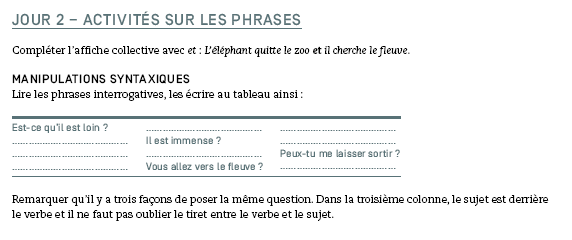 JOUR 2 – ACTIVITÉS SUR LES PHRASES
Compléter l'affiche collective avec et : L'éléphant quitte le zoo et il cherche le fleuve.
MANIPULATIONS SYNTAXIQUES
Lire les phrases interrogatives, les écrire au tableau ainsi :
Est-ce qu'il est loin ? ........................................ ........................................
........................................ Il est immense ? ........................................
........................................ ........................................ Peux-tu me laisser sortir ?
........................................ Vous allez vers le fleuve ? ........................................
Remarquer qu'il y a trois façons de poser la même question. Dans la troisième colonne, le sujet est derrière
le verbe et il ne faut pas oublier le tiret entre le verbe et le sujet.